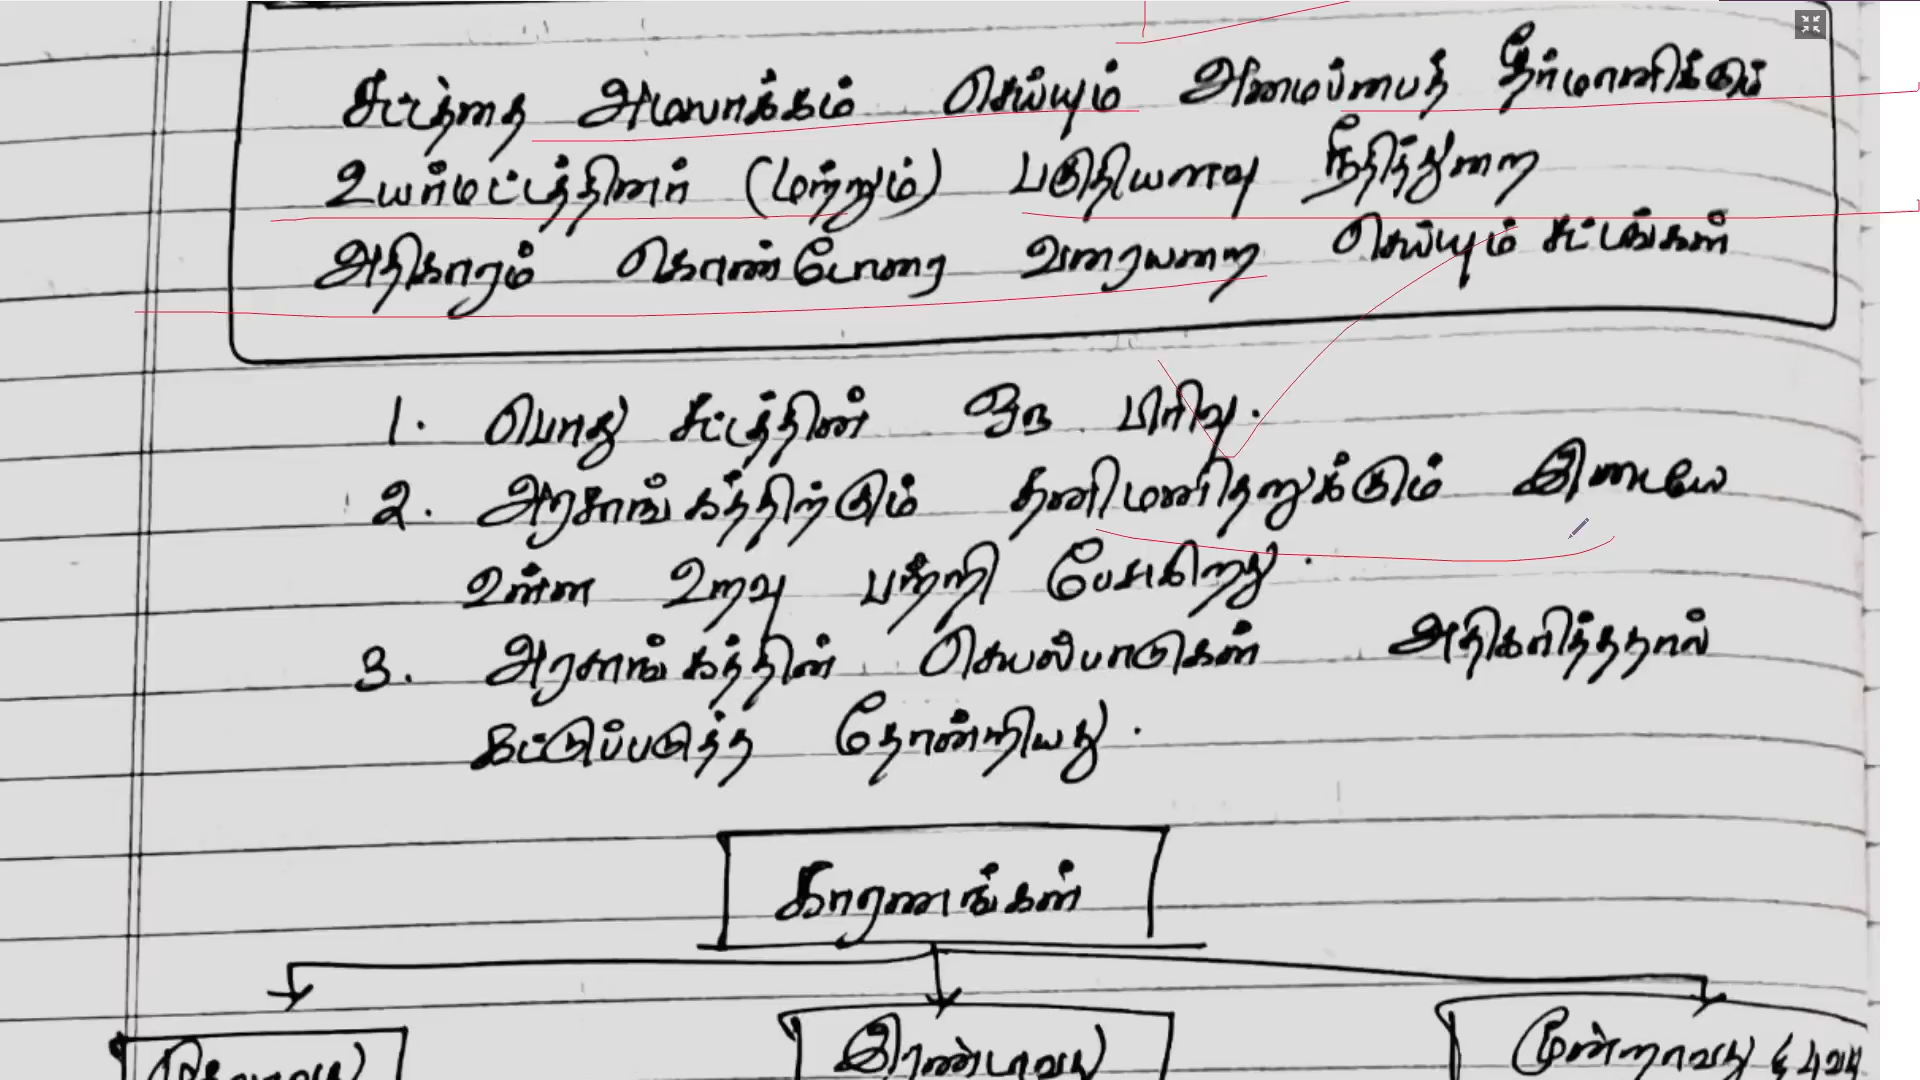 சட்டத்தை அமலாக்கம் செய்யும் அமைப்பைத் தீர்மானிக்கும்
உயர்மட்டத்தினர் (மற்றும்) பகுதியளவு நீதித்துறை
அதிகாரம் கொண்டோரை வரையறை செய்யும் சட்டங்கள்
1. பொது சட்டத்தின் ஒரு பிரிவு.
2. அரசாங்கத்திற்கும் தனிமனிதனுக்கும் இடையே
உள்ள உறவு பற்றி பேசுகிறது.
3. அரசாங்கத்தின் செயல்பாடுகள் அதிகரித்ததால்
கட்டுப்படுத்த தோன்றியது.
காரணங்கள்
முதலாவது இரண்டாவது மூன்றாவது